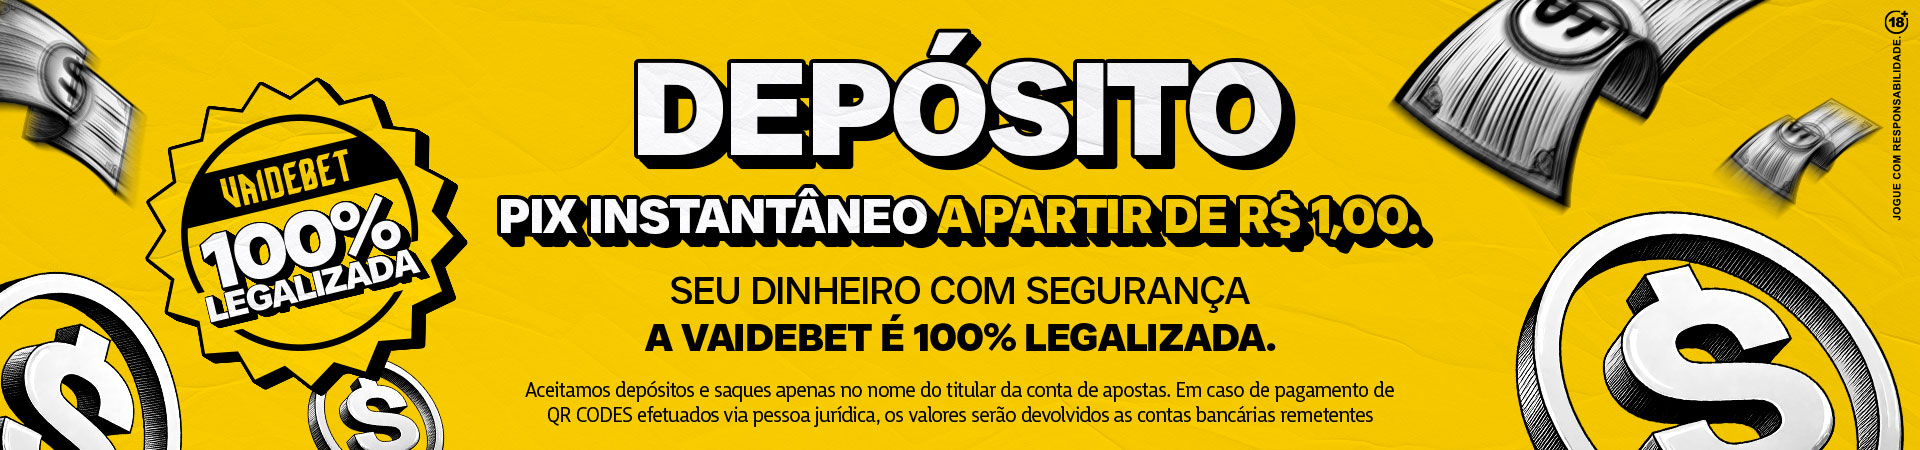 VAIDEBET
100%
LEGALIZADA
DEPÓSITO
PIX INSTANTÂNEO A PARTIR DE R$ 1,00.
SEU DINHEIRO COM SEGURANÇA
A VAIDEBET É 100% LEGALIZADA.
Aceitamos depósitos e saques apenas no nome do titular da conta de apostas. Em caso de pagamento de
QR CODES efetuados via pessoa jurídica, os valores serão devolvidos as contas bancárias remetentes
JOGUE COM RESPONSABILIDADE. 18+